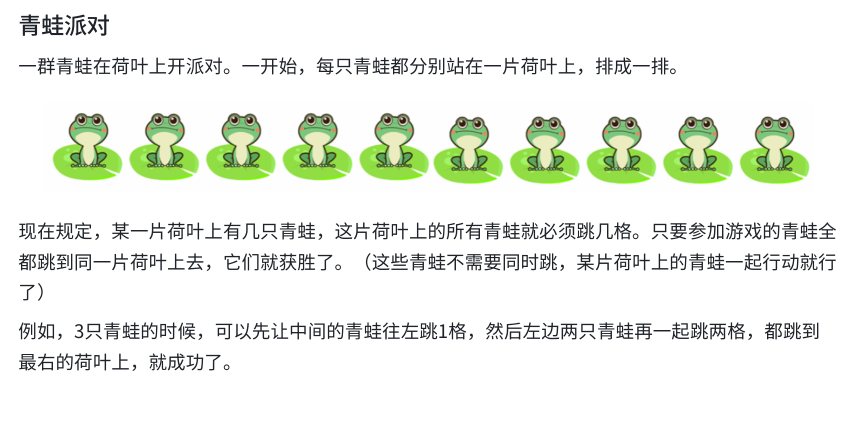 青蛙派对
一群青蛙在荷叶上开派对。一开始，每只青蛙都分别站在一片荷叶上，排成一排。
现在规定，某一片荷叶上有几只青蛙，这片荷叶上的所有青蛙就必须跳几格。只要参加游戏的青蛙全
都跳到同一片荷叶上去，它们就获胜了。（这些青蛙不需要同时跳，某片荷叶上的青蛙一起行动就行
了）
例如，3只青蛙的时候，可以先让中间的青蛙往左跳1格，然后左边两只青蛙再一起跳两格，都跳到
最右的荷叶上，就成功了。